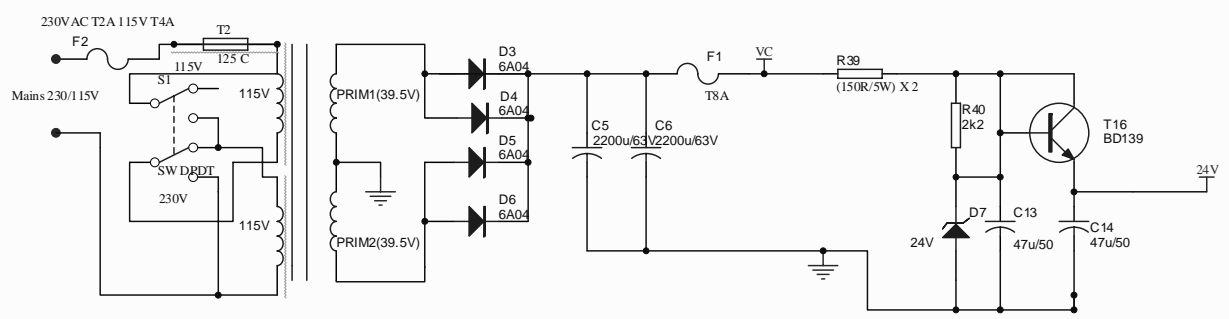 230VAC T2A 115V T4A
F2
T2
125 C
115V
S1
Mains 230/115V
115V
SW DPDT
230V
115V
PRIM1(39.5V)
PRIM2(39.5V)
D3
6A04
D4
6A04
D5
6A04
D6
6A04
C5
2200u/63V
C6
2200u/63V
F1
T8A
VC
R39
(150R/5W) X 2
R40
2k2
T16
BD139
24V
D7
24V
C13
47u/50
C14
47u/50